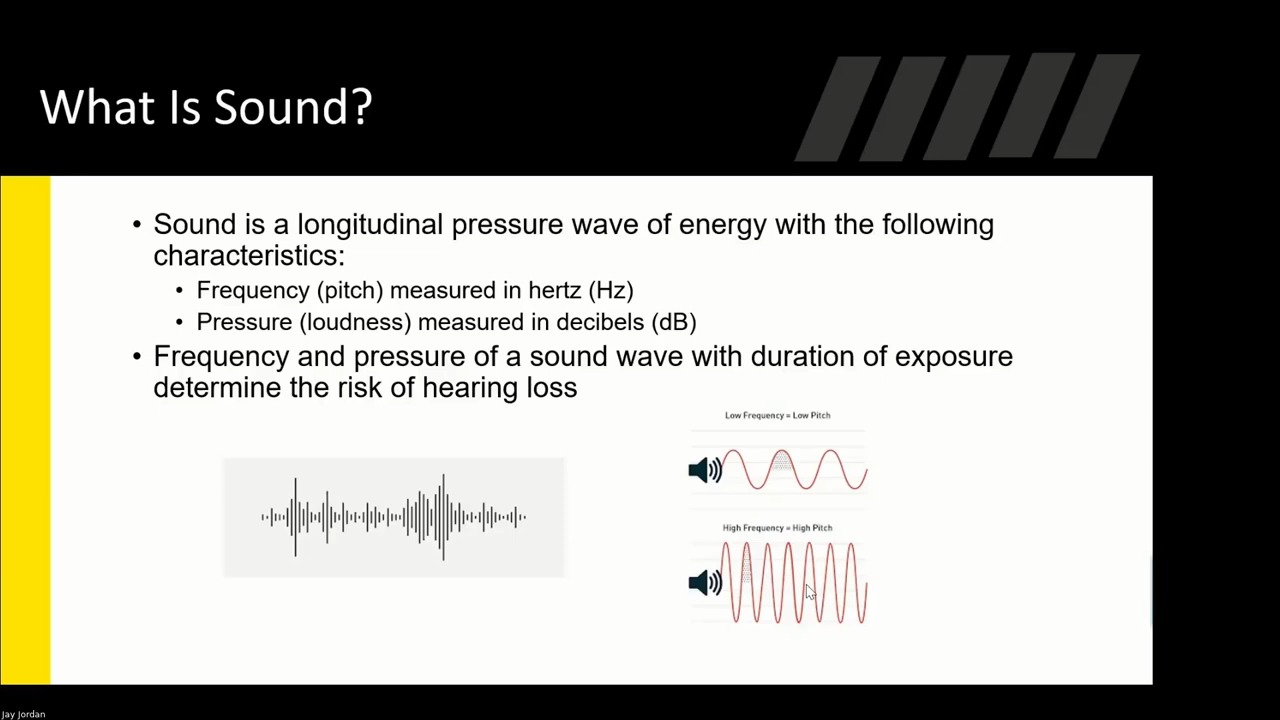 What Is Sound?
• Sound is a longitudinal pressure wave of energy with the following
characteristics:
• Frequency (pitch) measured in hertz (Hz)
• Pressure (loudness) measured in decibels (dB)
• Frequency and pressure of a sound wave with duration of exposure
determine the risk of hearing loss
Low Frequency = Low Pitch
High Frequency = High Pitch
Jay Jordan